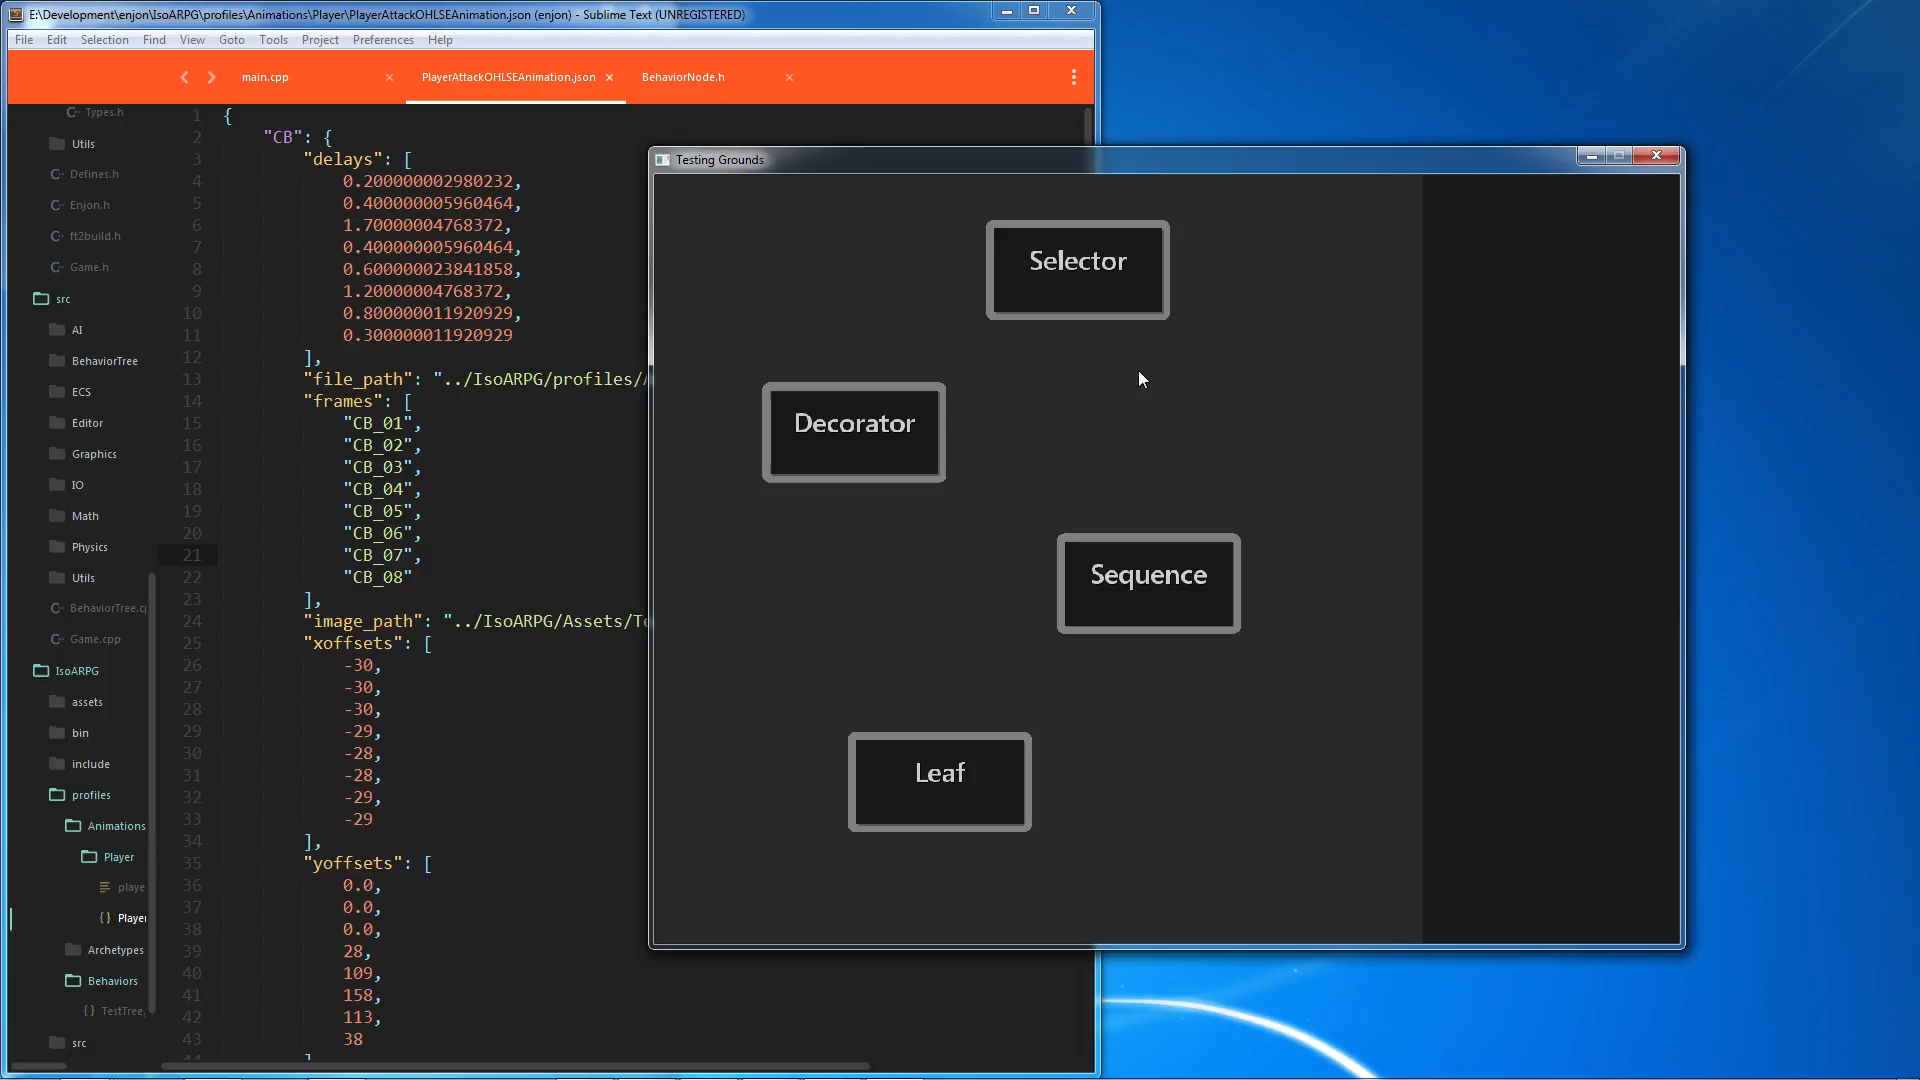 E:\Development\enjon\IsoARPG\profiles\Animations\Player\PlayerAttackOHLSEAnimation.json (enjon) - Sublime Text (UNREGISTERED)
File Edit Selection Find View Goto Tools Project Preferences Help
main.cpp
PlayerAttackOHLSEAnimation.json
BehaviorNode.h
Types.h
Utils
Defines.h
Enjon.h
ft2build.h
Game.h
src
AI
BehaviorTree
ECS
Editor
Graphics
IO
Math
Physics
Utils
BehaviorTree.c
Game.cpp
IsoARPG
assets
bin
include
profiles
Animations
Player
playe
Player
Archetypes
Behaviors
TestTree.
src
1 {
2 "CB": {
3 "delays": [
4 0.200000002980232,
5 0.400000005960464,
6 1.70000004768372,
7 0.400000005960464,
8 0.600000023841858,
9 1.20000004768372,
10 0.800000011920929,
11 0.300000011920929
12 ],
13 "file_path": "../IsoARPG/profiles/
14 "frames": [
15 "CB_01",
16 "CB_02",
17 "CB_03",
18 "CB_04",
19 "CB_05",
20 "CB_06",
21 "CB_07",
22 "CB_08"
23 ],
24 "image_path": "../IsoARPG/Assets/Te
25 "xoffsets": [
26 -30,
27 -30,
28 -30,
29 -29,
30 -28,
31 -28,
32 -29,
33 -29
34 ],
35 "yoffsets": [
36 0.0,
37 0.0,
38 0.0,
39 28,
40 109,
41 158,
42 113,
43 38
44 ]
Testing Grounds
Selector
Decorator
Sequence
Leaf